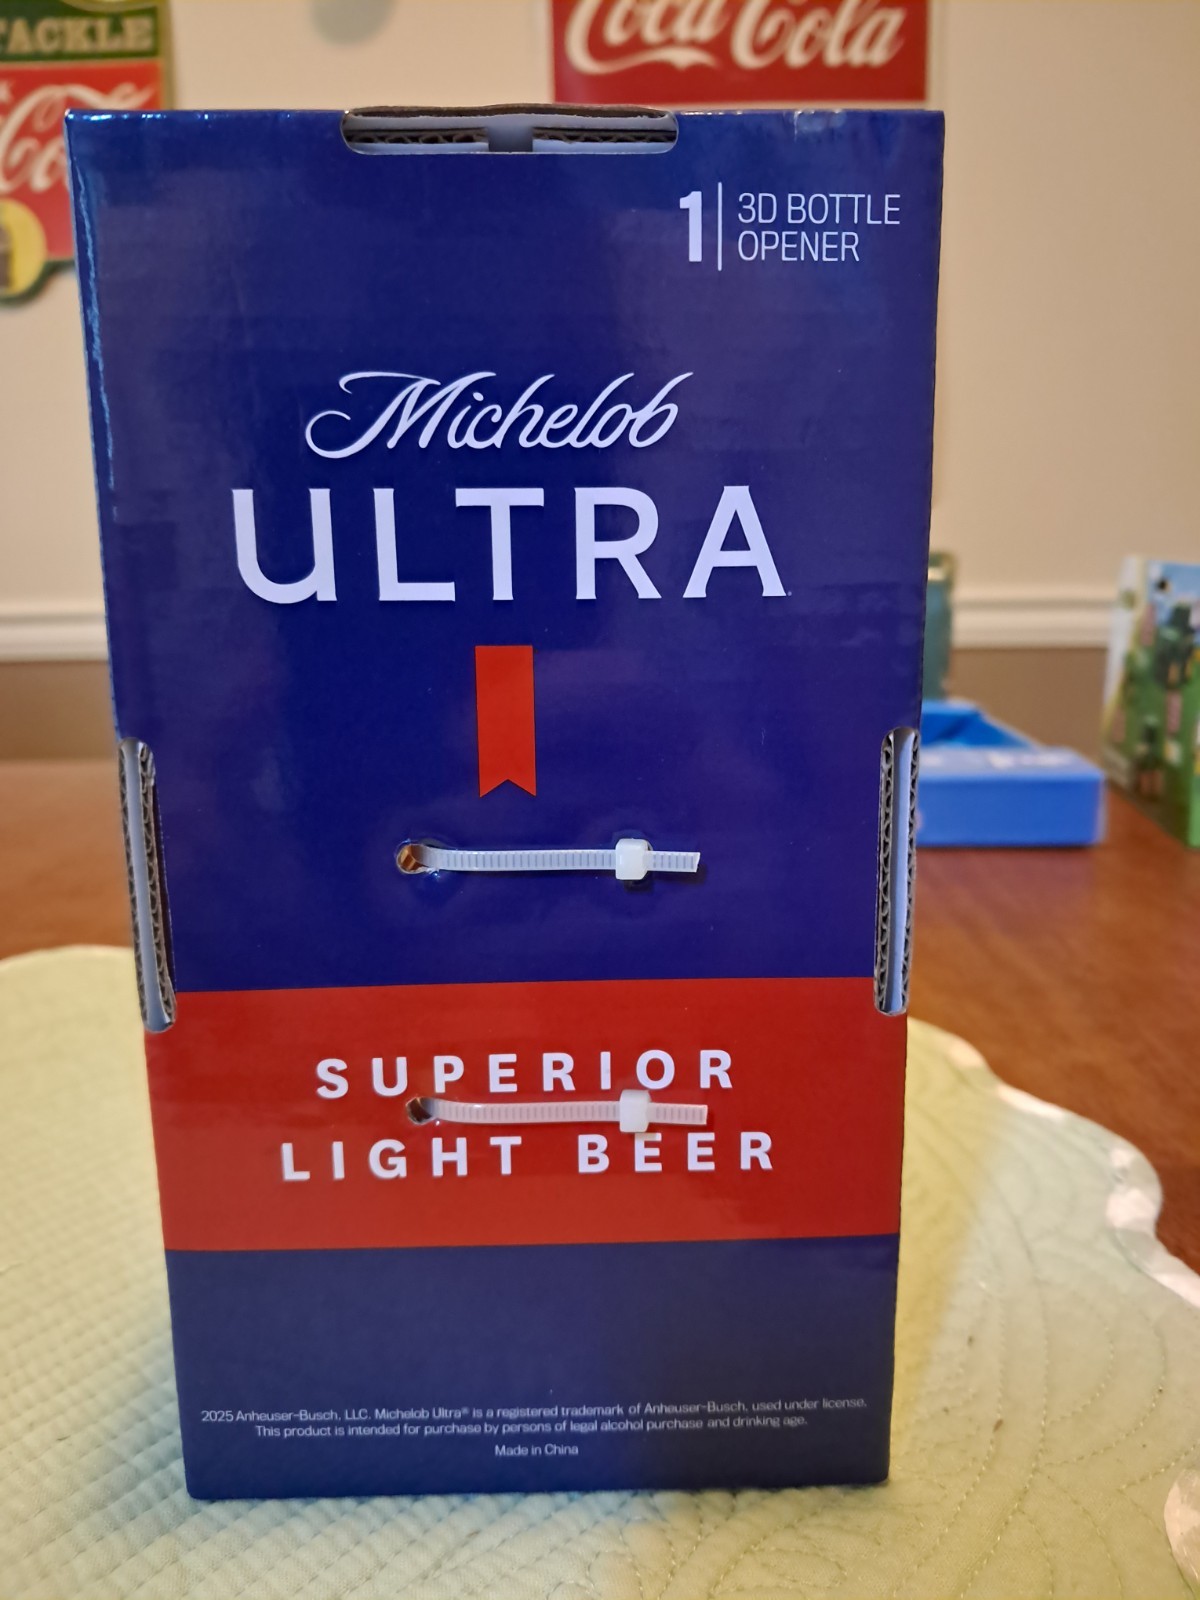 TACKLE
Coca-Cola
1 | 3D BOTTLE
OPENER
Michelob
ULTRA
SUPERIOR
LIGHT BEER
2025 Anheuser-Busch, LLC. Michelob Ultra® is a registered trademark of Anheuser-Busch, used under license.
This product is intended for purchase by persons of legal alcohol purchase and drinking age.
Made in China